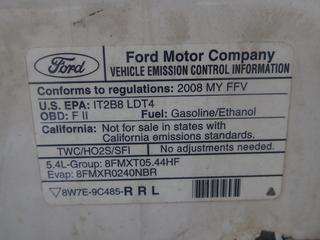 Ford
Ford Motor Company
VEHICLE EMISSION CONTROL INFORMATION
Conforms to regulations: 2008 MY FFV
U.S. EPA: IT2B8 LDT4
OBD: F II Fuel: Gasoline/Ethanol
California: Not for sale in states with
California emissions standards.
TWC/HO2S/SFI No adjustments needed.
5.4L-Group: 8FMXT05.44HF
Evap: 8FMXR0240NBR
8W7E-9C485-R R L